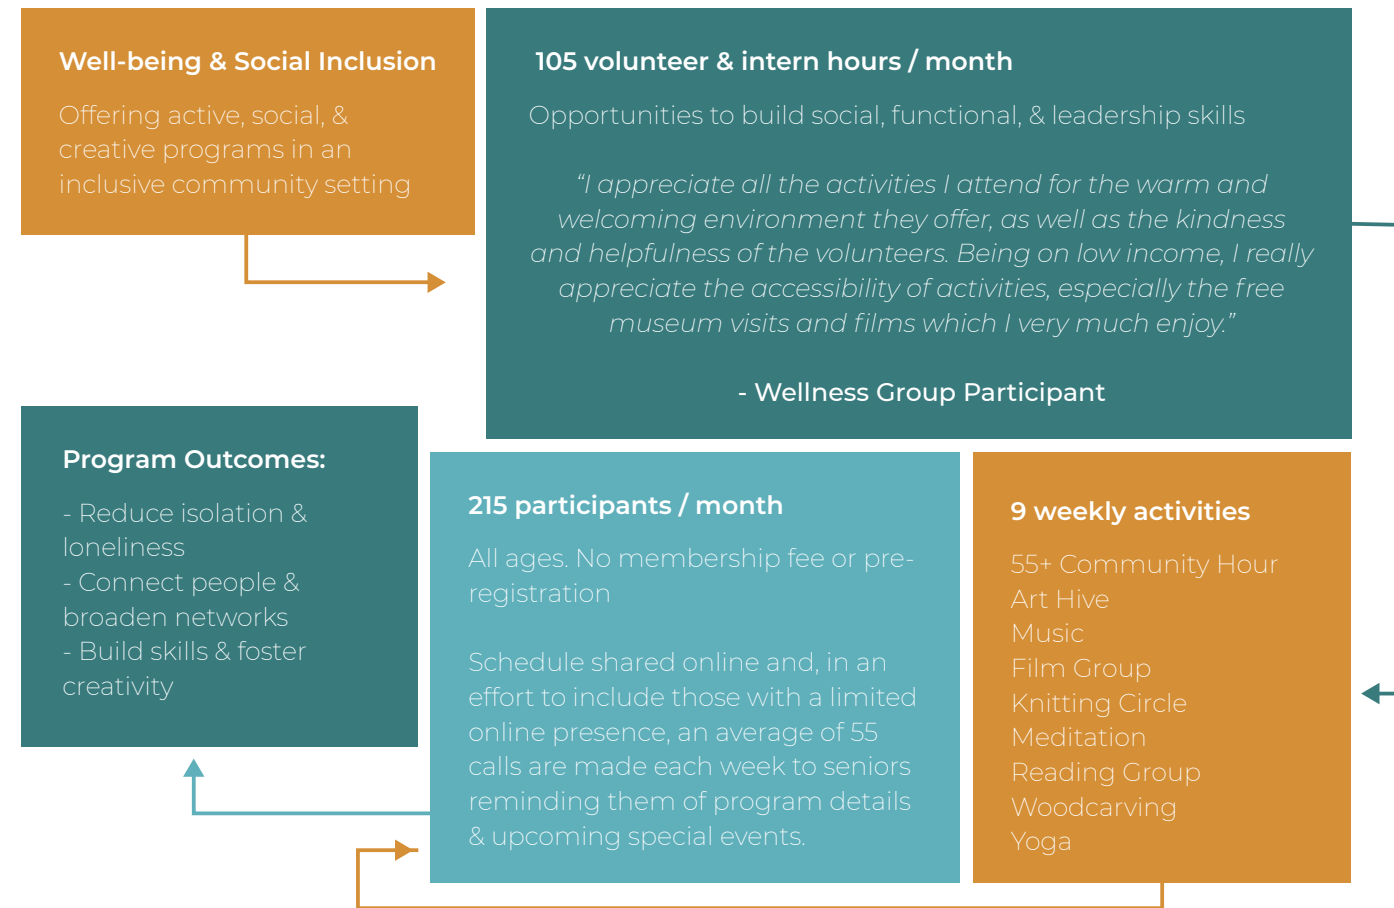 Well-being & Social Inclusion
Offering active, social, &
creative programs in an
inclusive community setting
105 volunteer & intern hours / month
Opportunities to build social, functional, & leadership skills
“I appreciate all the activities I attend for the warm and
welcoming environment they offer, as well as the kindness
and helpfulness of the volunteers. Being on low income, I really
appreciate the accessibility of activities, especially the free
museum visits and films which I very much enjoy.”
- Wellness Group Participant
9 weekly activities
55+ Community Hour
Art Hive
Music
Film Group
Knitting Circle
Meditation
Reading Group
Woodcarving
Yoga
215 participants / month
All ages. No membership fee or pre-
registration
Schedule shared online and, in an
effort to include those with a limited
online presence, an average of 55
calls are made each week to seniors
reminding them of program details
& upcoming special events.
Program Outcomes:
- Reduce isolation &
loneliness
- Connect people &
broaden networks
- Build skills & foster
creativity